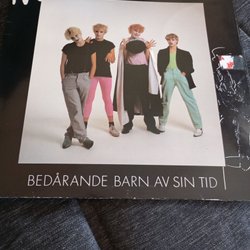 BEDÅRANDE BARN AV SIN TID